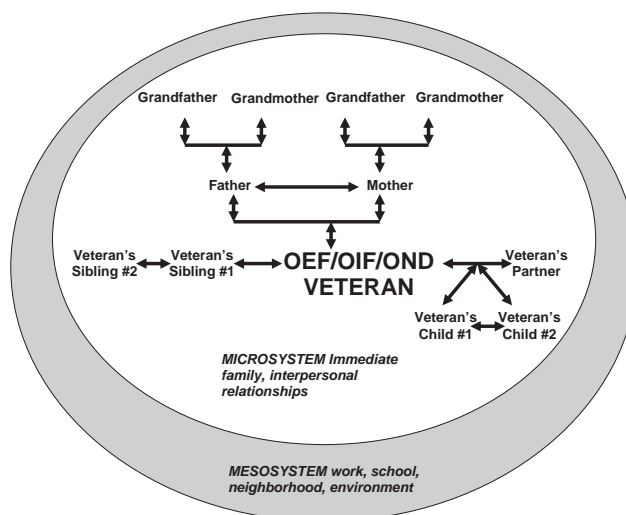 Grandfather Grandmother Grandfather Grandmother
Father Mother
Veteran's Sibling #2
Veteran's Sibling #1
OEF/OIF/OND
VETERAN
Veteran's
Partner
Veteran's
Child #1
Veteran's
Child #2
MICROSYSTEM Immediate
family, interpersonal
relationships
MESOSYSTEM work, school,
neighborhood, environment